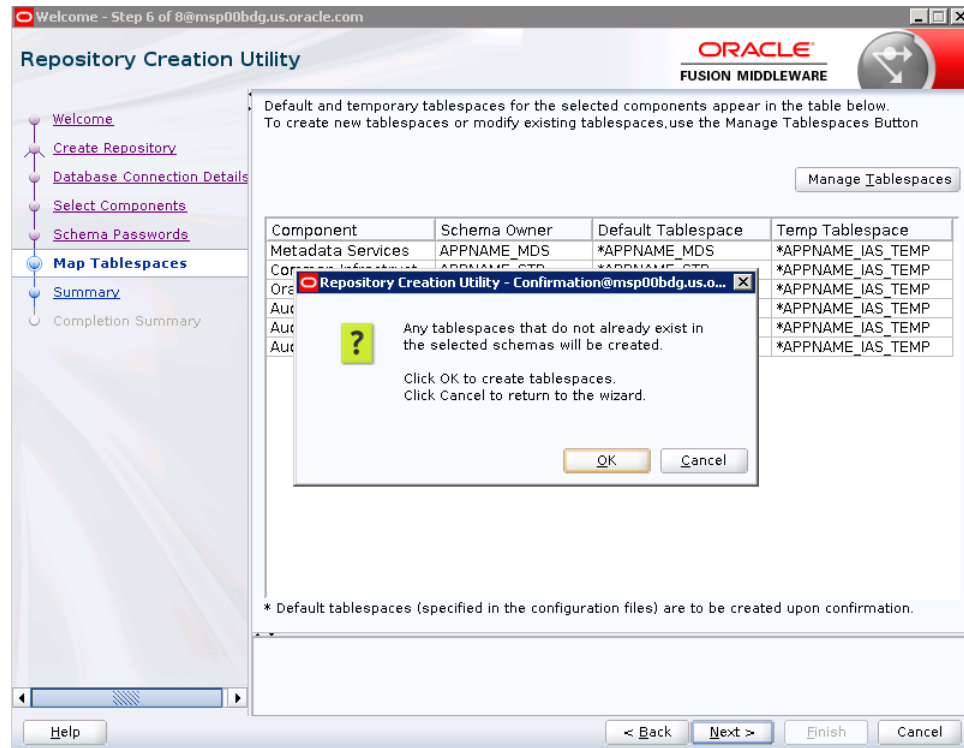 Welcome - Step 6 of 8@msp00bdg.us.oracle.com
Repository Creation Utility
ORACLE
FUSION MIDDLEWARE
Welcome
Create Repository
Database Connection Details
Select Components
Schema Passwords
Map Tablespaces
Summary
Completion Summary
Default and temporary tablespaces for the selected components appear in the table below.
To create new tablespaces or modify existing tablespaces,use the Manage Tablespaces Button
Manage Tablespaces
Component Schema Owner Default Tablespace Temp Tablespace
Metadata Services APPNAME_MDS *APPNAME_MDS *APPNAME_IAS_TEMP
*APPNAME_IAS_TEMP
Ora *APPNAME_IAS_TEMP
Aud *APPNAME_IAS_TEMP
Aud *APPNAME_IAS_TEMP
Aud *APPNAME_IAS_TEMP
Repository Creation Utility - Confirmation@msp00bdg.us.o...
Any tablespaces that do not already exist in
the selected schemas will be created.
Click OK to create tablespaces.
Click Cancel to return to the wizard.
OK Cancel
* Default tablespaces (specified in the configuration files) are to be created upon confirmation.
Help < Back Next > Finish Cancel